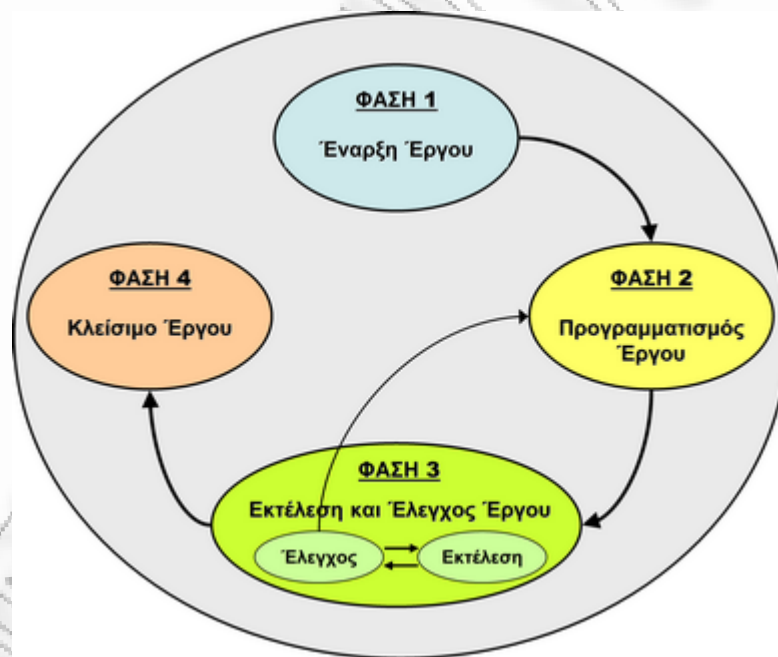 ΦΑΣΗ 1
Έναρξη Έργου
ΦΑΣΗ 2
Προγραμματισμός
Έργου
ΦΑΣΗ 3
Εκτέλεση και Έλεγχος Έργου
Έλεγχος
Εκτέλεση
ΦΑΣΗ 4
Κλείσιμο Έργου